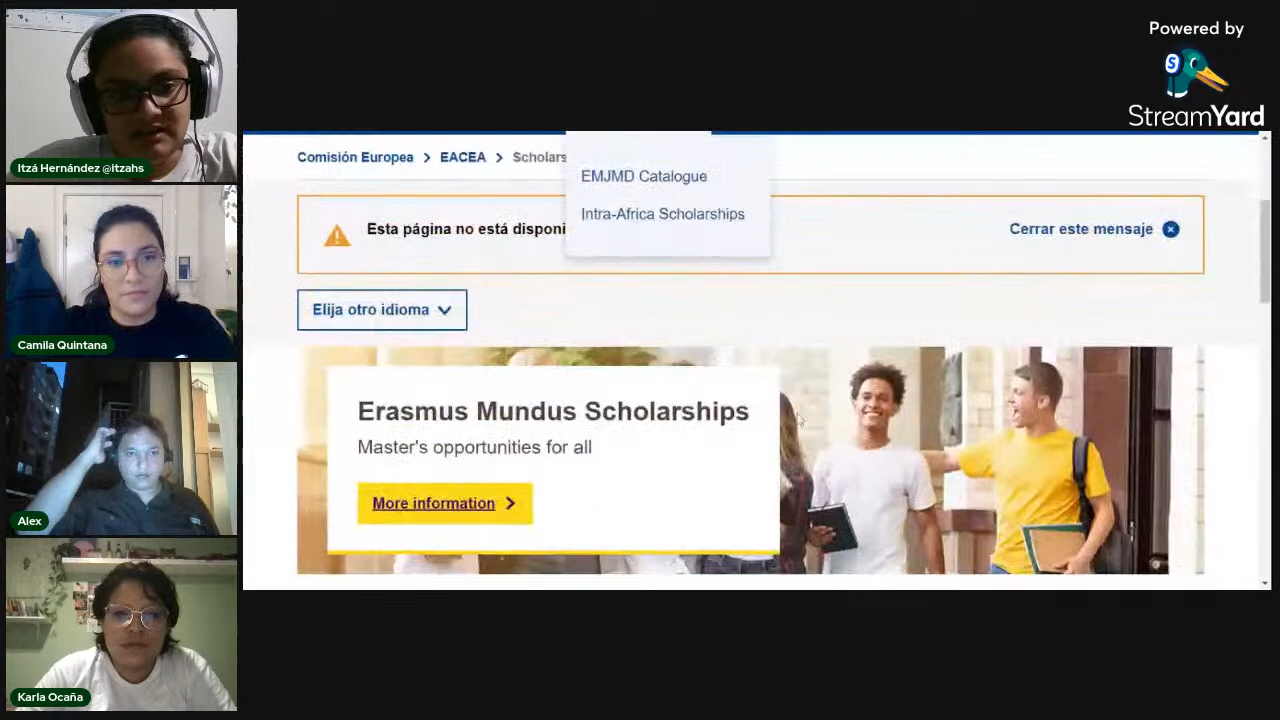 Powered by
StreamYard
Itzá Hernández @itzahs
Camila Quintana
Alex
Karla Ocaña
Comisión Europea > EACEA > Scholars
EMJMD Catalogue
Intra-Africa Scholarships
Esta página no está disponi
Cerrar este mensaje
Elija otro idioma
Erasmus Mundus Scholarships
Master's opportunities for all
More information >